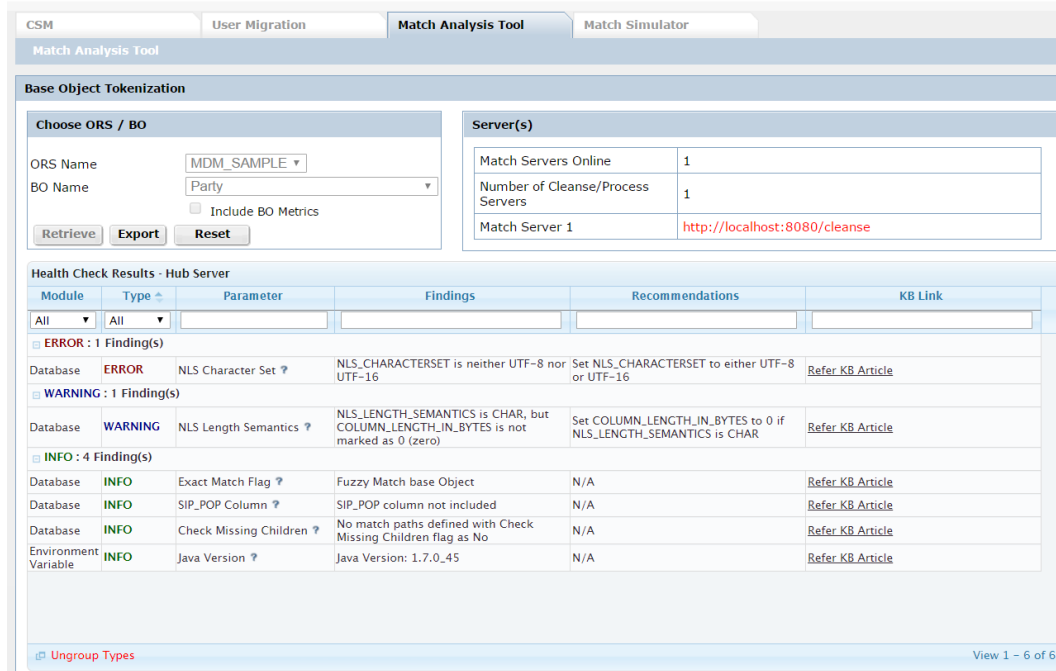 CSM
User Migration
Match Analysis Tool
Match Simulator
Match Analysis Tool
Base Object Tokenization
Choose ORS / BO
ORS Name
MDM_SAMPLE
BO Name
Party
Include BO Metrics
Retrieve
Export
Reset
Server(s)
Match Servers Online 1
Number of Cleanse/Process
Servers
1
Match Server 1 http://localhost:8080/cleanse
Health Check Results - Hub Server
Module Type Parameter Findings Recommendations KB Link
All All
ERROR : 1 Finding(s)
Database ERROR NLS Character Set ? NLS_CHARACTERSET is neither UTF-8 nor Set NLS_CHARACTERSET to either UTF-8 Refer KB Article
UTF-16 or UTF-16
WARNING : 1 Finding(s)
NLS_LENGTH_SEMANTICS is CHAR, but
Database WARNING NLS Length Semantics ? COLUMN_LENGTH_IN_BYTES is not Set COLUMN_LENGTH_IN_BYTES to 0 if Refer KB Article
marked as 0 (zero) NLS_LENGTH_SEMANTICS is CHAR
INFO : 4 Finding(s)
Database INFO Exact Match Flag ? Fuzzy Match base Object N/A Refer KB Article
Database INFO SIP_POP Column ? SIP_POP column not included N/A Refer KB Article
Database INFO Check Missing Children ? No match paths defined with Check N/A Refer KB Article
Missing Children flag as No
Environment INFO Java Version ? Java Version: 1.7.0_45 N/A Refer KB Article
Variable
Ungroup Types
View 1 - 6 of 6